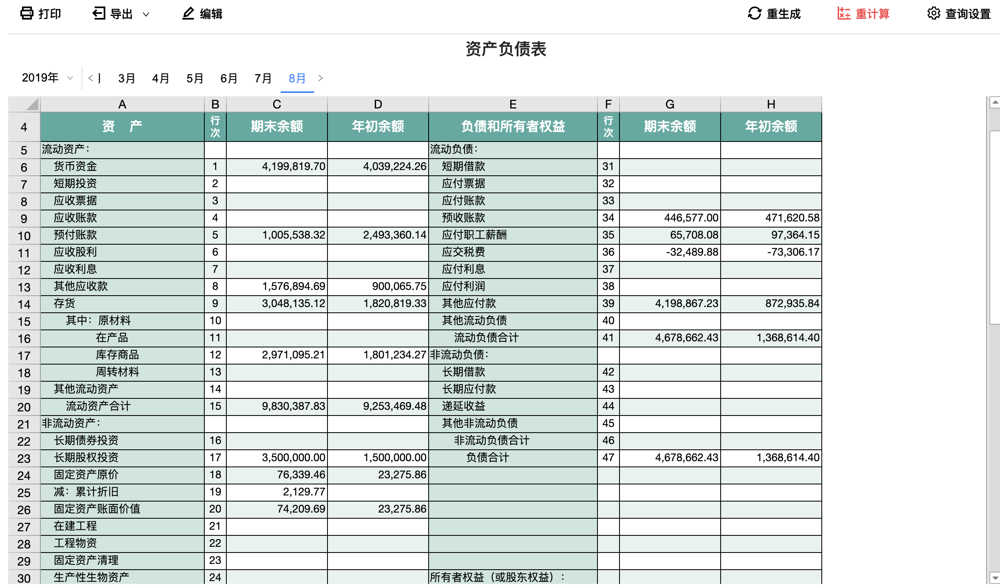 打印 导出 编辑 重生成 重计算 查询设置
资产负债表
2019年 3月 4月 5月 6月 7月 8月
A B C D E F G H
4 资 产 行次 期末余额 年初余额 负债和所有者权益 行次 期末余额 年初余额
5 流动资产： 流动负债：
6 货币资金 1 4,199,819.70 4,039,224.26 短期借款 31
7 短期投资 2 应付票据 32
8 应收票据 3 应付账款 33
9 应收账款 4 预收账款 34 446,577.00 471,620.58
10 预付账款 5 1,005,538.32 2,493,360.14 应付职工薪酬 35 65,708.08 97,364.15
11 应收股利 6 应交税费 36 -32,489.88 -73,306.17
12 应收利息 7 应付利息 37
13 其他应收款 8 1,576,894.69 900,065.75 应付利润 38
14 存货 9 3,048,135.12 1,820,819.33 其他应付款 39 4,198,867.23 872,935.84
15 其中：原材料 10 其他流动负债 40
16 在产品 11 流动负债合计 41 4,678,662.43 1,368,614.40
17 库存商品 12 2,971,095.21 1,801,234.27 非流动负债：
18 周转材料 13 长期借款 42
19 其他流动资产 14 长期应付款 43
20 流动资产合计 15 9,830,387.83 9,253,469.48 递延收益 44
21 非流动资产： 其他非流动负债 45
22 长期债券投资 16 非流动负债合计 46
23 长期股权投资 17 3,500,000.00 1,500,000.00 负债合计 47 4,678,662.43 1,368,614.40
24 固定资产原价 18 76,339.46 23,275.86
25 减：累计折旧 19 2,129.77
26 固定资产账面价值 20 74,209.69 23,275.86
27 在建工程 21
28 工程物资 22
29 固定资产清理 23
30 生产性生物资产 24 所有者权益（或股东权益）：